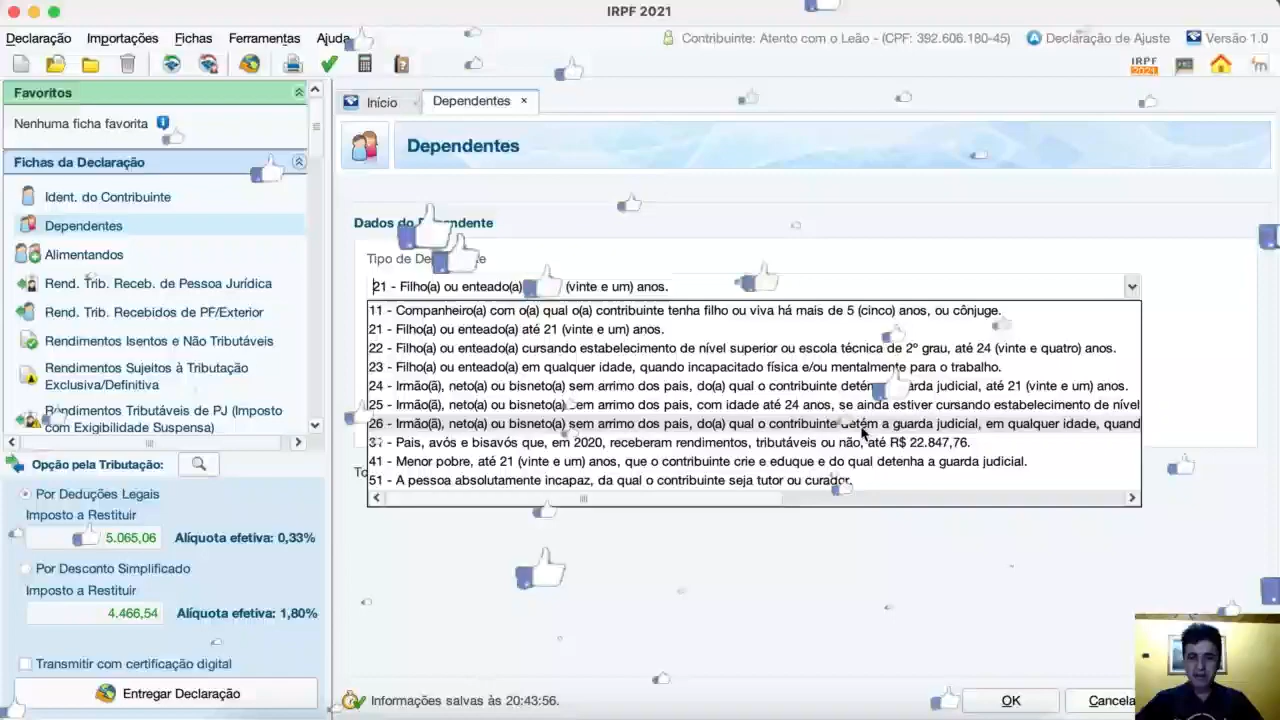 IRPF 2021
Declaração Importações Fichas Ferramentas Ajuda
Contribuinte: Atento com o Leão - (CPF: 392.606.180-45) Declaração de Ajuste Versão 1.0
IRPF
2021
Favoritos
Nenhuma ficha favorita
Fichas da Declaração
Ident. do Contribuinte
Dependentes
Alimentandos
Rend. Trib. Receb. de Pessoa Jurídica
Rend. Trib. Recebidos de PF/Exterior
Rendimentos Isentos e Não Tributáveis
Rendimentos Sujeitos à Tributação
Exclusiva/Definitiva
Rendimentos Tributáveis de PJ (Imposto
com Exigibilidade Suspensa)
Opção pela Tributação:
Por Deduções Legais
Imposto a Restituir
5.065,06 Alíquota efetiva: 0,33%
Por Desconto Simplificado
Imposto a Restituir
4.466,54 Alíquota efetiva: 1,80%
Transmitir com certificação digital
Entregar Declaração
Início Dependentes ×
Dependentes
Dados do Dependente
Tipo de
21 - Filho(a) ou enteado(a) (vinte e um) anos.
11 - Companheiro(a) com o(a) qual o(a) contribuinte tenha filho ou viva há mais de 5 (cinco) anos, ou cônjuge.
21 - Filho(a) ou enteado(a) até 21 (vinte e um) anos.
22 - Filho(a) ou enteado(a) cursando estabelecimento de nível superior ou escola técnica de 2º grau, até 24 (vinte e quatro) anos.
23 - Filho(a) ou enteado(a) em qualquer idade, quando incapacitado física e/ou mentalmente para o trabalho.
24 - Irmão(ã), neto(a) ou bisneto(a) sem arrimo dos pais, do(a) qual o contribuinte detém a guarda judicial, até 21 (vinte e um) anos.
25 - Irmão(ã), neto(a) ou bisneto(a) sem arrimo dos pais, com idade até 24 anos, se ainda estiver cursando estabelecimento de nível
26 - Irmão(ã), neto(a) ou bisneto(a) sem arrimo dos pais, do(a) qual o contribuinte detém a guarda judicial, em qualquer idade, quand
31 - Pais, avós e bisavós que, em 2020, receberam rendimentos, tributáveis ou não, até R$ 22.847,76.
41 - Menor pobre, até 21 (vinte e um) anos, que o contribuinte crie e eduque e do qual detenha a guarda judicial.
51 - A pessoa absolutamente incapaz, da qual o contribuinte seja tutor ou curador.
To
Informações salvas às 20:43:56.
OK
Cancela